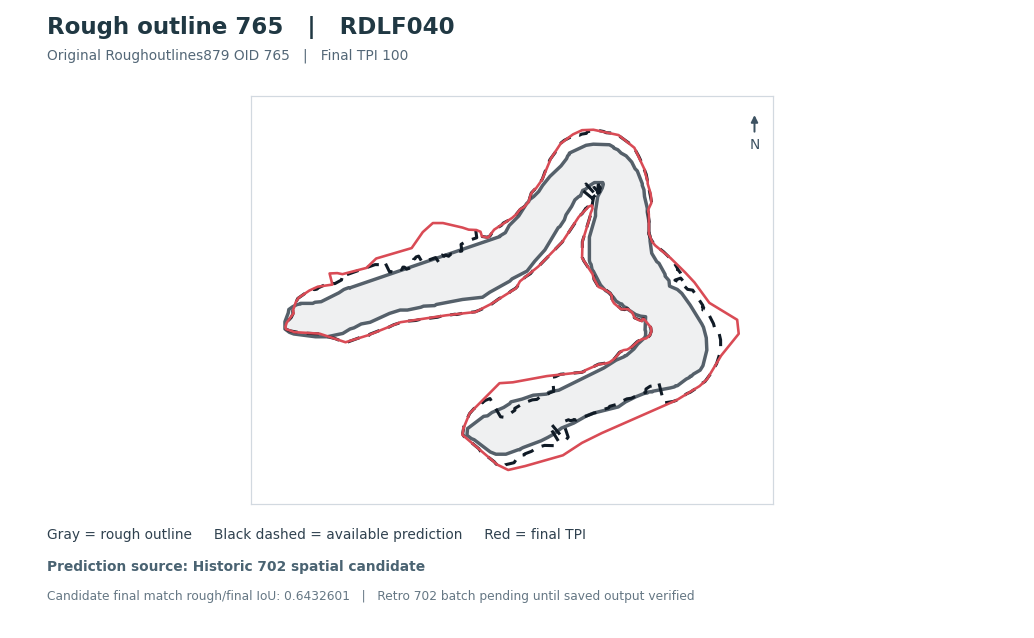 Rough outline 765 | RDLF040
Original Roughoutlines879 OID 765 | Final TPI 100
N
Gray = rough outline Black dashed = available prediction Red = final TPI
Prediction source: Historic 702 spatial candidate
Candidate final match rough/final IoU: 0.6432601 | Retro 702 batch pending until saved output verified